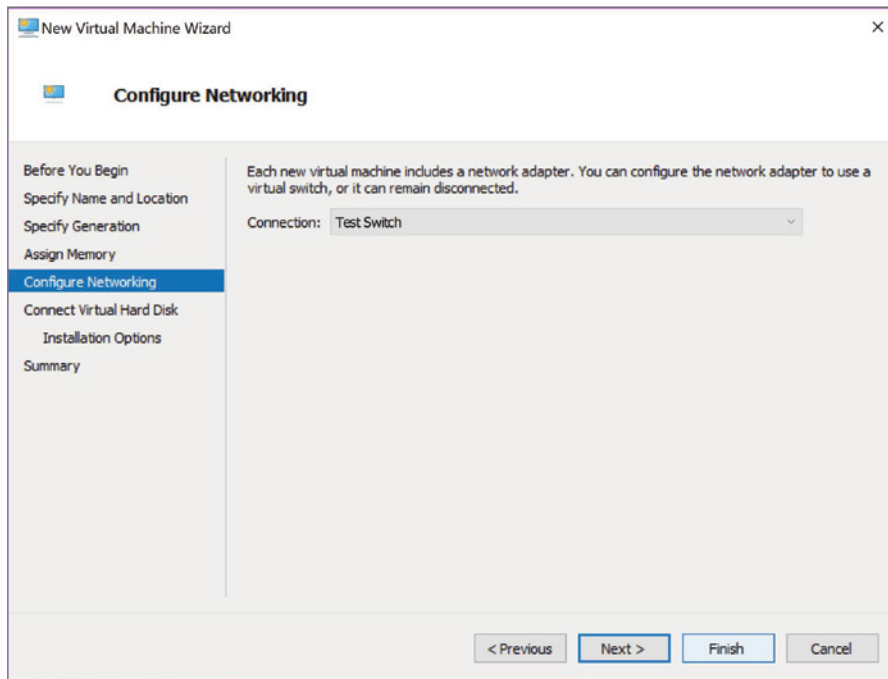 New Virtual Machine Wizard
Configure Networking
Before You Begin
Specify Name and Location
Specify Generation
Assign Memory
Configure Networking
Connect Virtual Hard Disk
Installation Options
Summary
Each new virtual machine includes a network adapter. You can configure the network adapter to use a
virtual switch, or it can remain disconnected.
Connection: Test Switch
< Previous Next > Finish Cancel